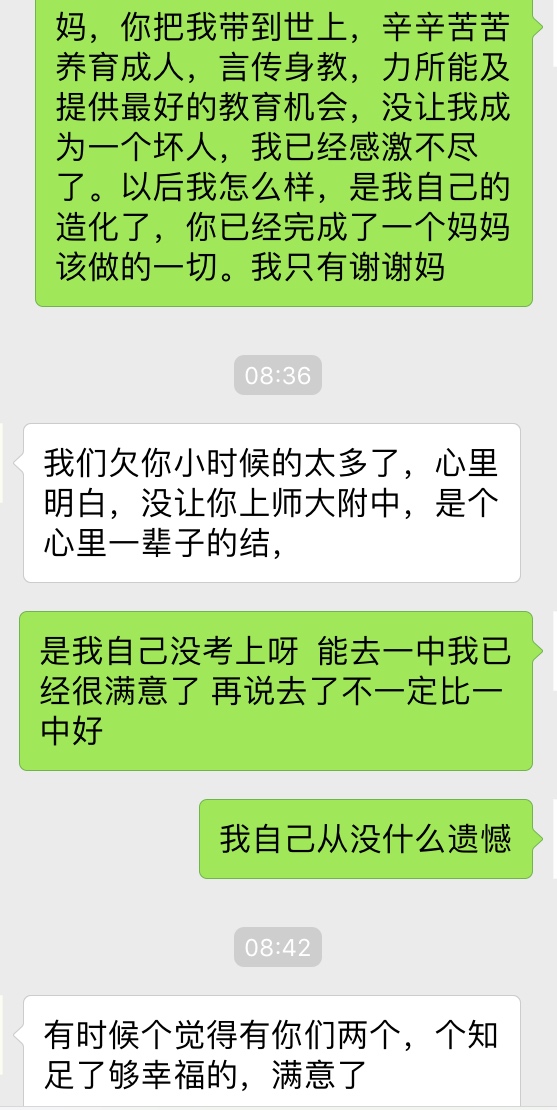 妈，你把我带到世上，辛辛苦苦
养育成人，言传身教，力所能及
提供最好的教育机会，没让我成
为一个坏人，我已经感激不尽
了。以后我怎么样，是我自己的
造化了，你已经完成了一个妈妈
该做的一切。我只有谢谢妈
08:36
我们欠你小时候的太多了，心里
明白，没让你上师大附中，是个
心里一辈子的结，
是我自己没考上呀 能去一中我已
经很满意了 再说去了不一定比一
中好
我自己从没什么遗憾
08:42
有时候个觉得有你们两个，个知
足了够幸福的，满意了